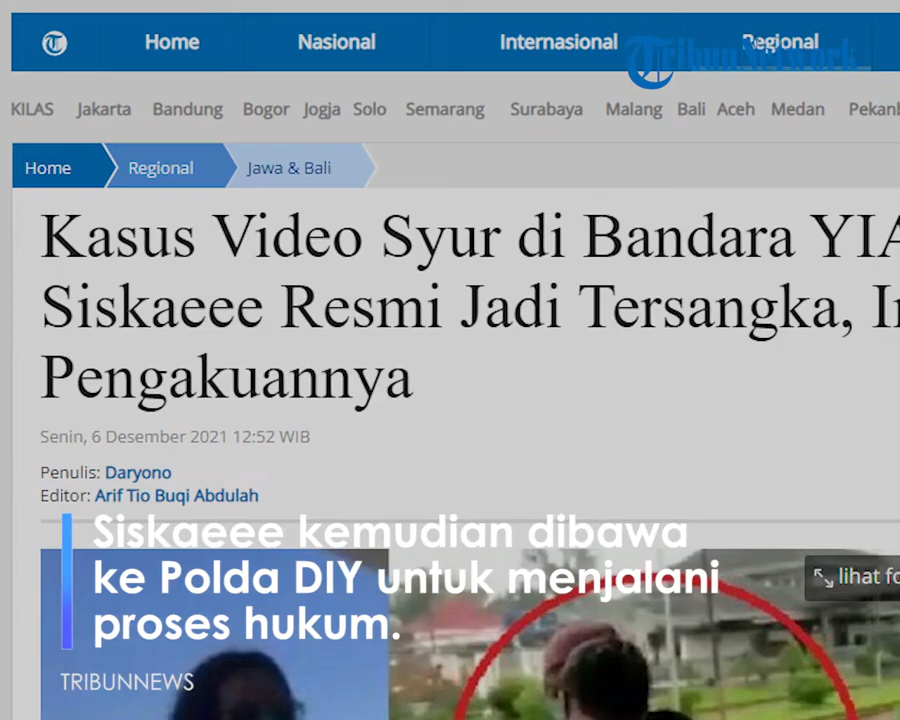 Home Nasional Internasional Regional
TribunNetwork
KILAS Jakarta Bandung Bogor Jogja Solo Semarang Surabaya Malang Bali Aceh Medan
Home Regional Jawa & Bali
Kasus Video Syur di Bandara YIA
Siskaeee Resmi Jadi Tersangka,
Pengakuannya
Senin, 6 Desember 2021 12:52 WIB
Penulis: Daryono
Editor: Arif Tio Buqi Abdulah
Siskaeee kemudian dibawa
ke Polda DIY untuk menjalani
proses hukum.
lihat
TRIBUNNEWS